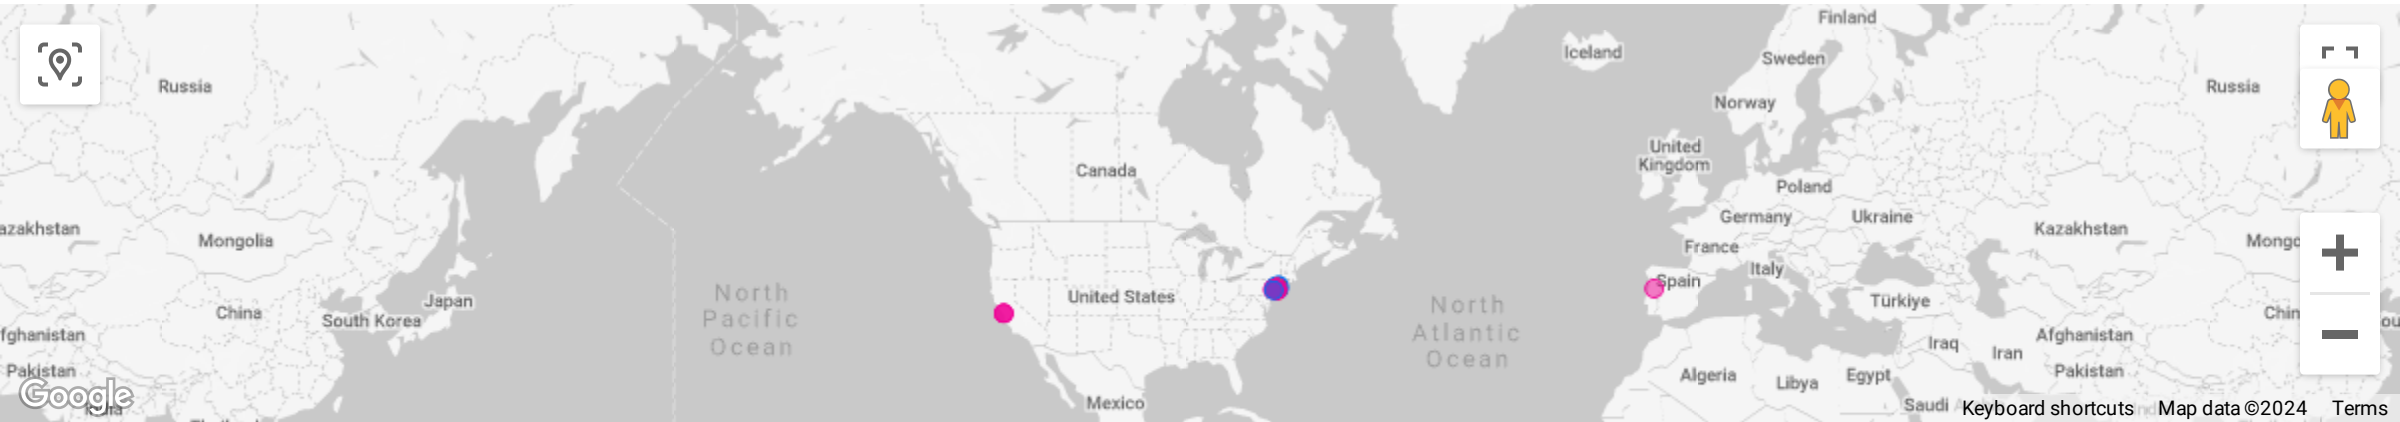 Finland
Iceland
Sweden
Russia
Russia
Norway
United
Kingdom
Canada
Poland
Germany
Ukraine
azakhstan
Kazakhstan
Mongolia
Mongo
France
Italy
Spain
North
Pacific
Ocean
United States
North
Atlantic
Ocean
Japan
Türkiye
China
South Korea
Chin
fghanistan
Afghanistan
Iraq
Iran
Pakistan
Pakistan
Algeria
Libya
Egypt
Mexico
Saudi
Google
Keyboard shortcuts
Map data ©2024
Terms